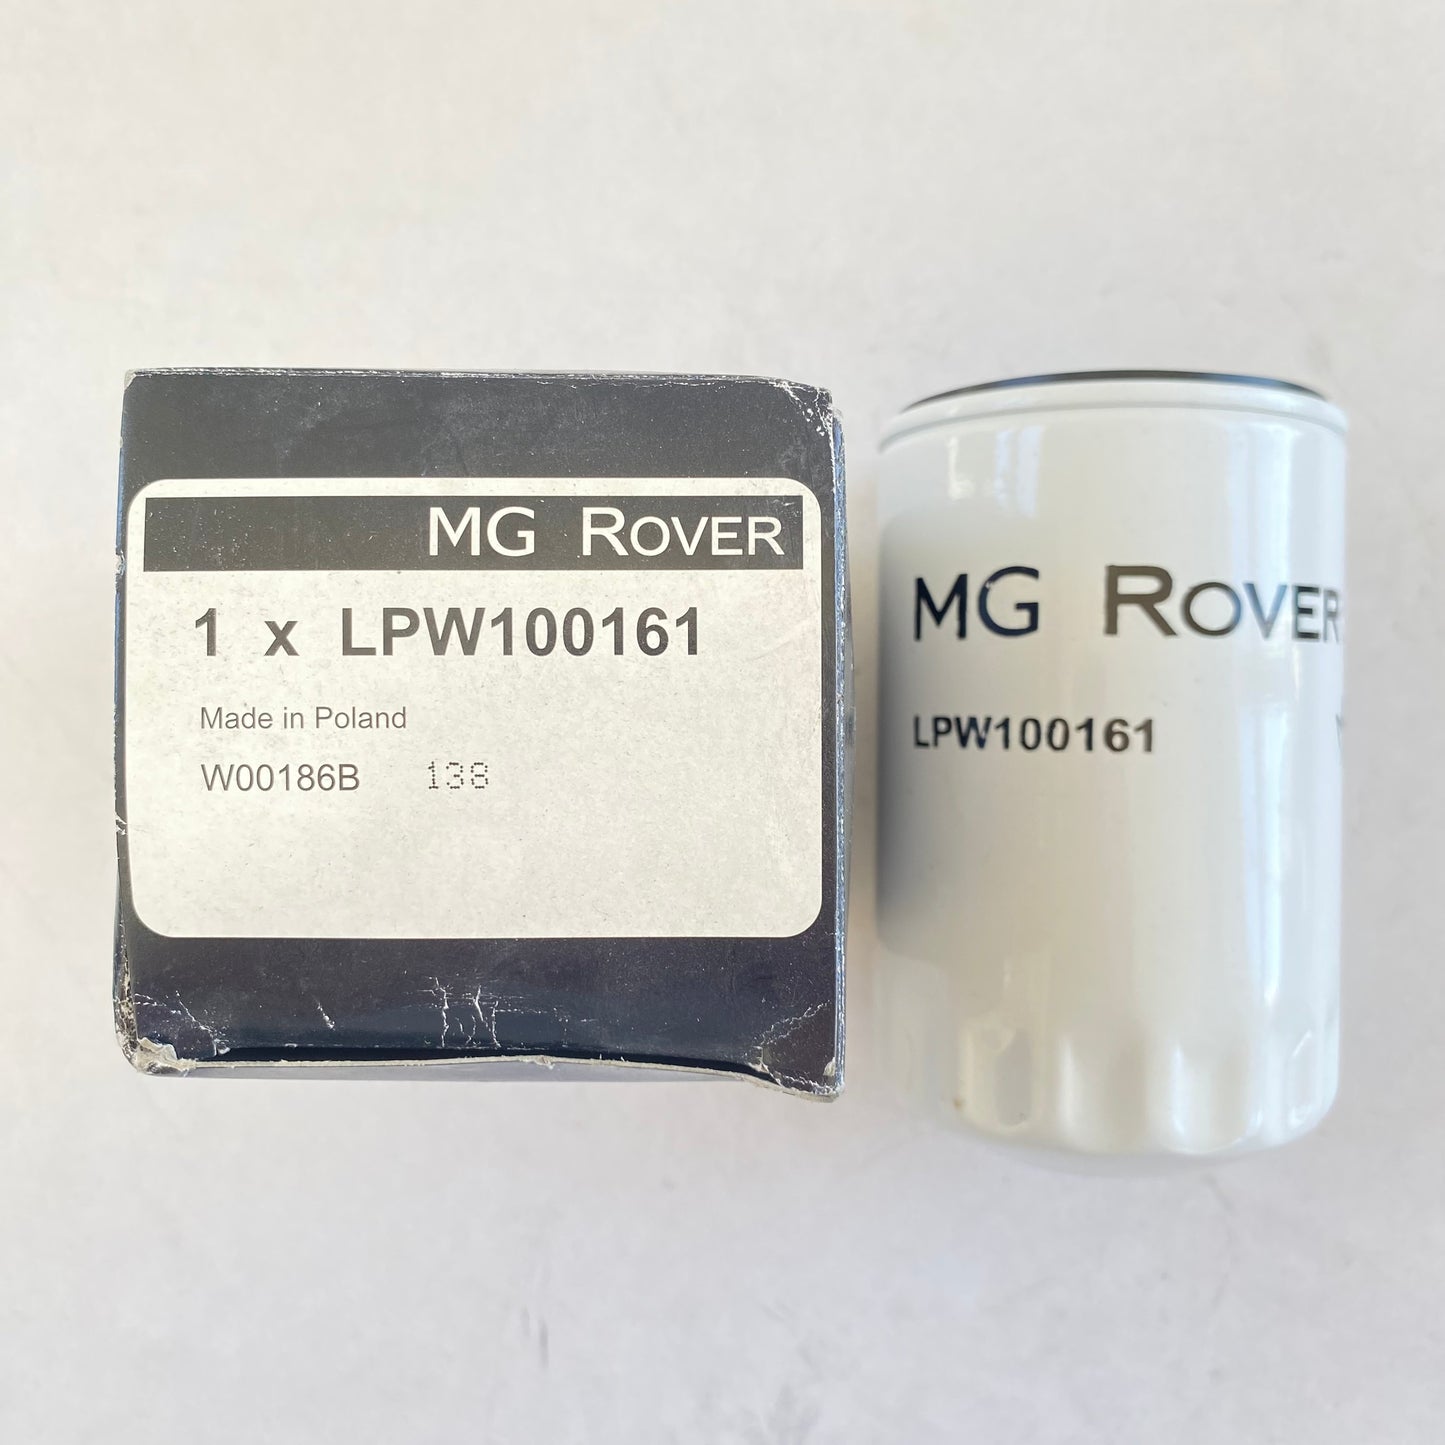 MG ROVER
1 x LPW100161
Made in Poland
W00186B 138
MG ROVER
LPW100161